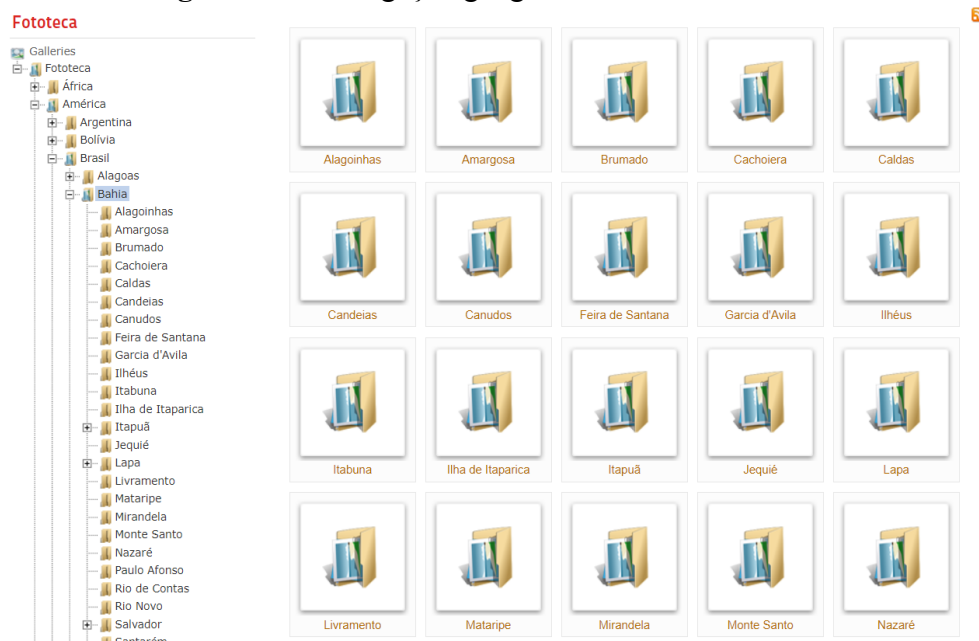 Fototeca
Galleries
Fototeca
África
América
Argentina
Bolívia
Brasil
Alagoas
Bahia
Alagoinhas
Amargosa
Brumado
Cachoiera
Caldas
Candeias
Canudos
Feira de Santana
Garcia d'Avila
Ilhéus
Itabuna
Ilha de Itaparica
Itapuã
Jequié
Lapa
Livramento
Mataripe
Mirandela
Monte Santo
Nazaré
Paulo Afonso
Rio de Contas
Rio Novo
Salvador
Santarém
Alagoinhas Amargosa Brumado Cachoiera Caldas
Candeias Canudos Feira de Santana Garcia d'Avila Ilhéus
Itabuna Ilha de Itaparica Itapuã Jequié Lapa
Livramento Mataripe Mirandela Monte Santo Nazaré